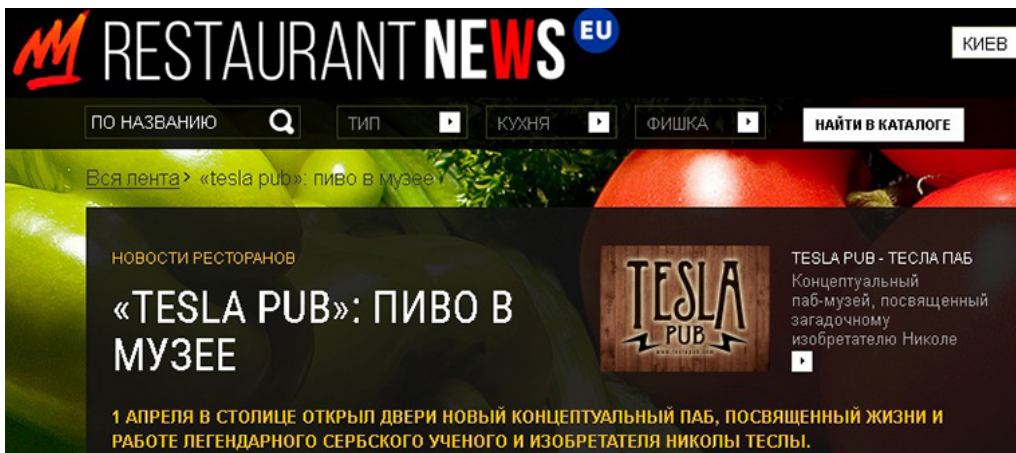 RESTAURANT NEWS EU
КИЕВ
ПО НАЗВАНИЮ
ТИП
КУХНЯ
ФИШКА
НАЙТИ В КАТАЛОГЕ
Вся лента> «tesla pub»: пиво в музее
НОВОСТИ РЕСТОРАНОВ
«TESLA PUB»: ПИВО В
МУЗЕЕ
TESLA
PUB
TESLA PUB - ТЕСЛА ПАБ
Концептуальный
паб-музей, посвященный
загадочному
изобретателю Николе
1 АПРЕЛЯ В СТОЛИЦЕ ОТКРЫЛ ДВЕРИ НОВЫЙ КОНЦЕПТУАЛЬНЫЙ ПАБ, ПОСВЯЩЕННЫЙ ЖИЗНИ И
РАБОТЕ ЛЕГЕНДАРНОГО СЕРБСКОГО УЧЕНОГО И ИЗОБРЕТАТЕЛЯ НИКОЛЫ ТЕСЛЫ.